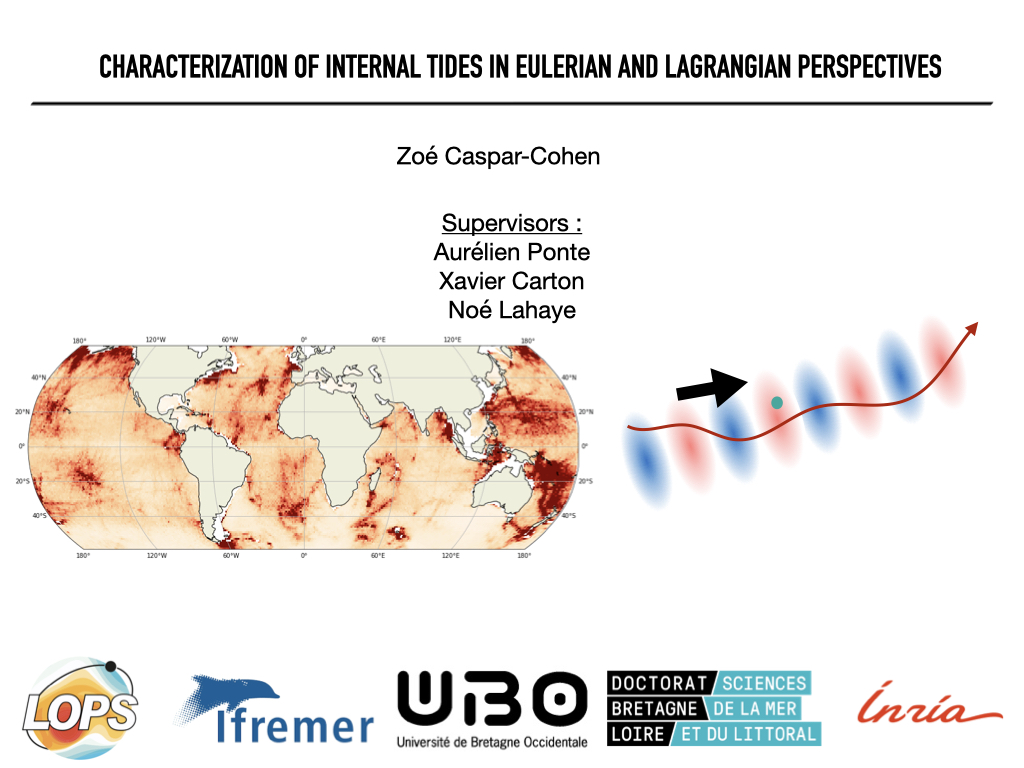 CHARACTERIZATION OF INTERNAL TIDES IN EULERIAN AND LAGRANGIAN PERSPECTIVES
Zoé Caspar-Cohen
Supervisors :
Aurélien Ponte
Xavier Carton
Noé Lahaye
180° 120°W 60°W 0° 60°E 120°E 180°
40°N 40°N
20°N 20°N
0° 0°
20°S 20°S
40°S 40°S
180° 120°W 60°W 0° 60°E 120°E 180°
LOPS
Ifremer
UBO
Université de Bretagne Occidentale
DOCTORAT SCIENCES
BRETAGNE DE LA MER
LOIRE ET DU LITTORAL
Inria